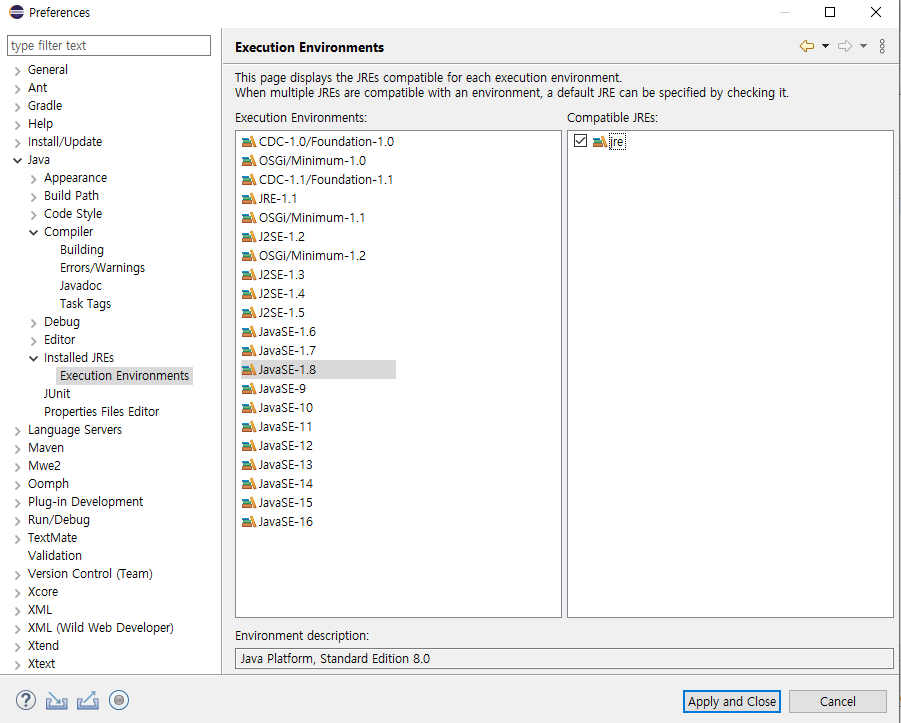 Preferences
type filter text
General
Ant
Gradle
Help
Install/Update
Java
Appearance
Build Path
Code Style
Compiler
Building
Errors/Warnings
Javadoc
Task Tags
Debug
Editor
Installed JREs
Execution Environments
JUnit
Properties Files Editor
Language Servers
Maven
Mwe2
Oomph
Plug-in Development
Run/Debug
TextMate
Validation
Version Control (Team)
Xcore
XML
XML (Wild Web Developer)
Xtend
Xtext
Execution Environments
This page displays the JREs compatible for each execution environment.
When multiple JREs are compatible with an environment, a default JRE can be specified by checking it.
Execution Environments:
CDC-1.0/Foundation-1.0
OSGi/Minimum-1.0
CDC-1.1/Foundation-1.1
JRE-1.1
OSGi/Minimum-1.1
J2SE-1.2
OSGi/Minimum-1.2
J2SE-1.3
J2SE-1.4
J2SE-1.5
JavaSE-1.6
JavaSE-1.7
JavaSE-1.8
JavaSE-9
JavaSE-10
JavaSE-11
JavaSE-12
JavaSE-13
JavaSE-14
JavaSE-15
JavaSE-16
Compatible JREs:
jre
Environment description:
Java Platform, Standard Edition 8.0
Apply and Close
Cancel